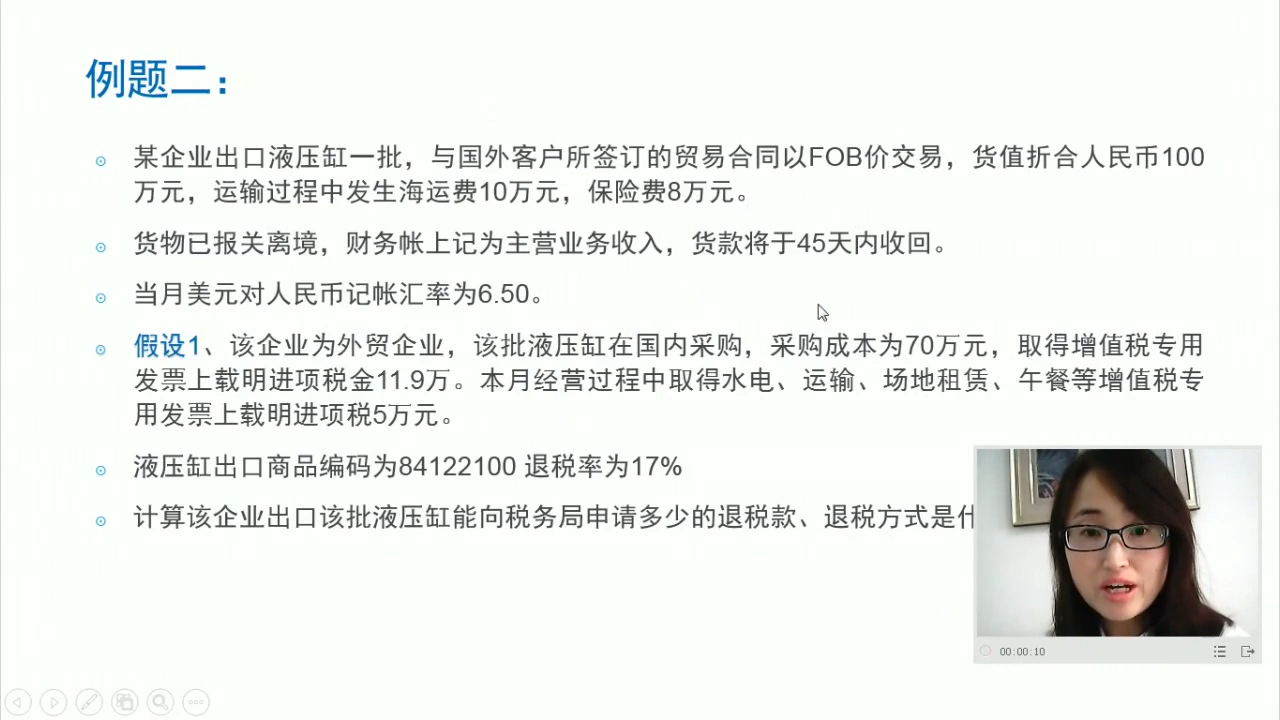 例题二：
某企业出口液压缸一批，与国外客户所签订的贸易合同以FOB价交易，货值折合人民币100
万元，运输过程中发生海运费10万元，保险费8万元。
货物已报关离境，财务帐上记为主营业务收入，货款将于45天内收回。
当月美元对人民币记帐汇率为6.50。
假设1、该企业为外贸企业，该批液压缸在国内采购，采购成本为70万元，取得增值税专用
发票上载明进项税金11.9万。本月经营过程中取得水电、运输、场地租赁、午餐等增值税专
用发票上载明进项税5万元。
液压缸出口商品编码为84122100 退税率为17%
计算该企业出口该批液压缸能向税务局申请多少的退税款、退税方式是
00:00:10